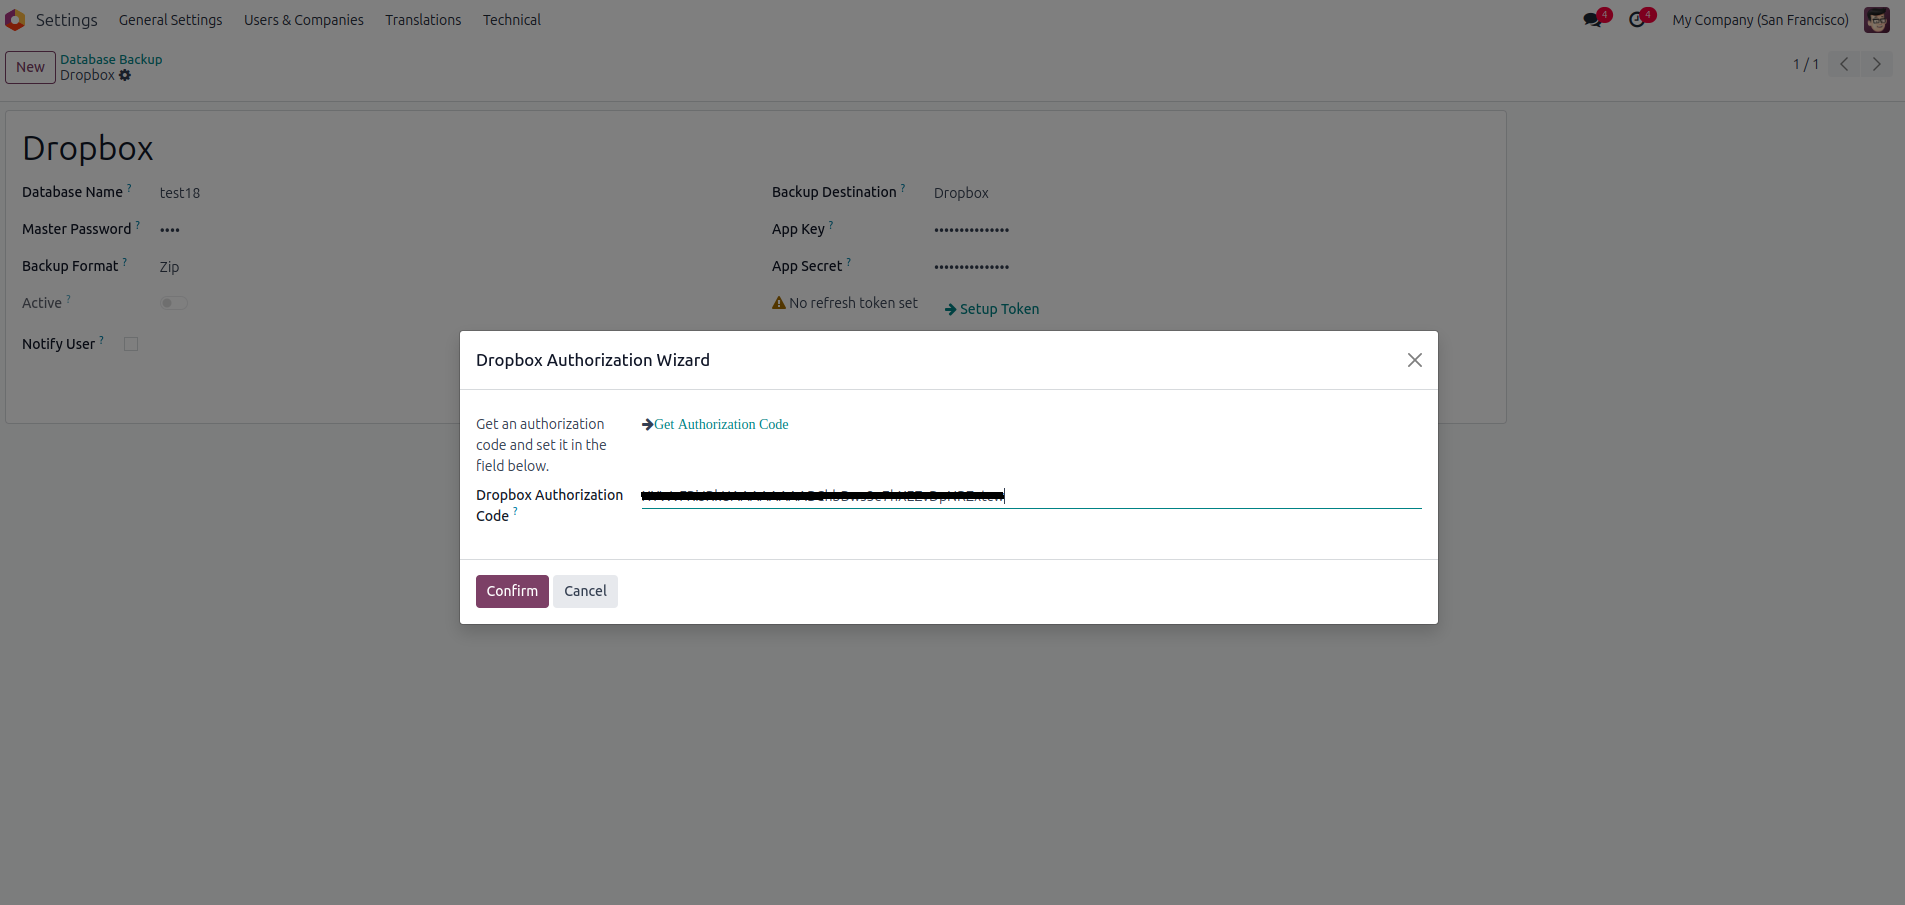 Settings General Settings Users & Companies Translations Technical 4 4 My Company (San Francisco)
New Database Backup 1 / 1
Dropbox
Dropbox
Database Name ? test18 Backup Destination ? Dropbox
Master Password ? •••• App Key ? •••••••••••••••
Backup Format ? Zip App Secret ? •••••••••••••••
Active ? No refresh token set Setup Token
Notify User ?
Dropbox Authorization Wizard
Get an authorization Get Authorization Code
code and set it in the
field below.
Dropbox Authorization
Code ?
Confirm Cancel